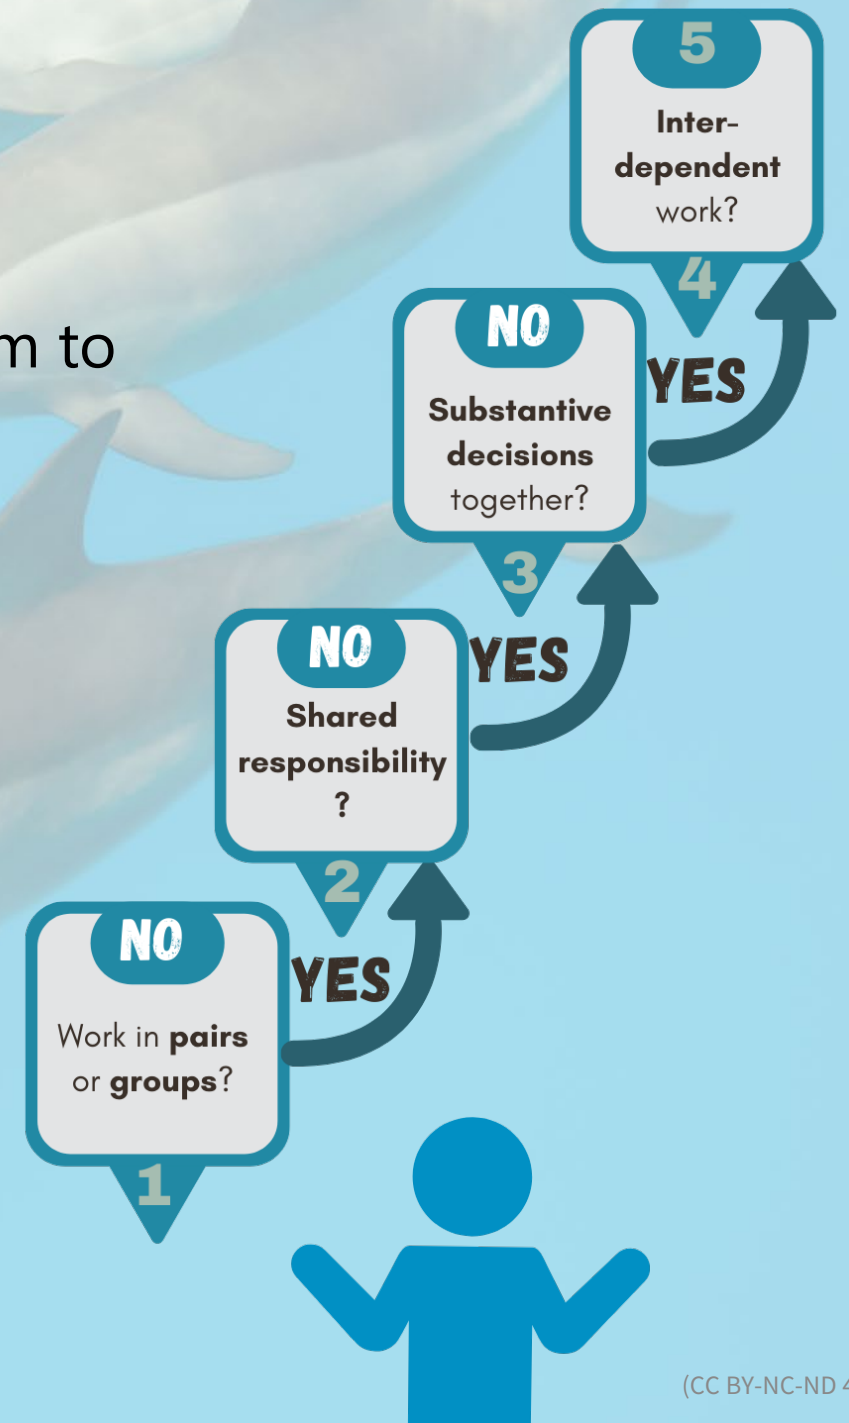 5
Inter-
dependent
work?
4
m to
NO
YES
Substantive
decisions
together?
3
NO
YES
Shared
responsibility
?
2
NO
YES
Work in pairs
or groups?
1
(CC BY-NC-ND 4